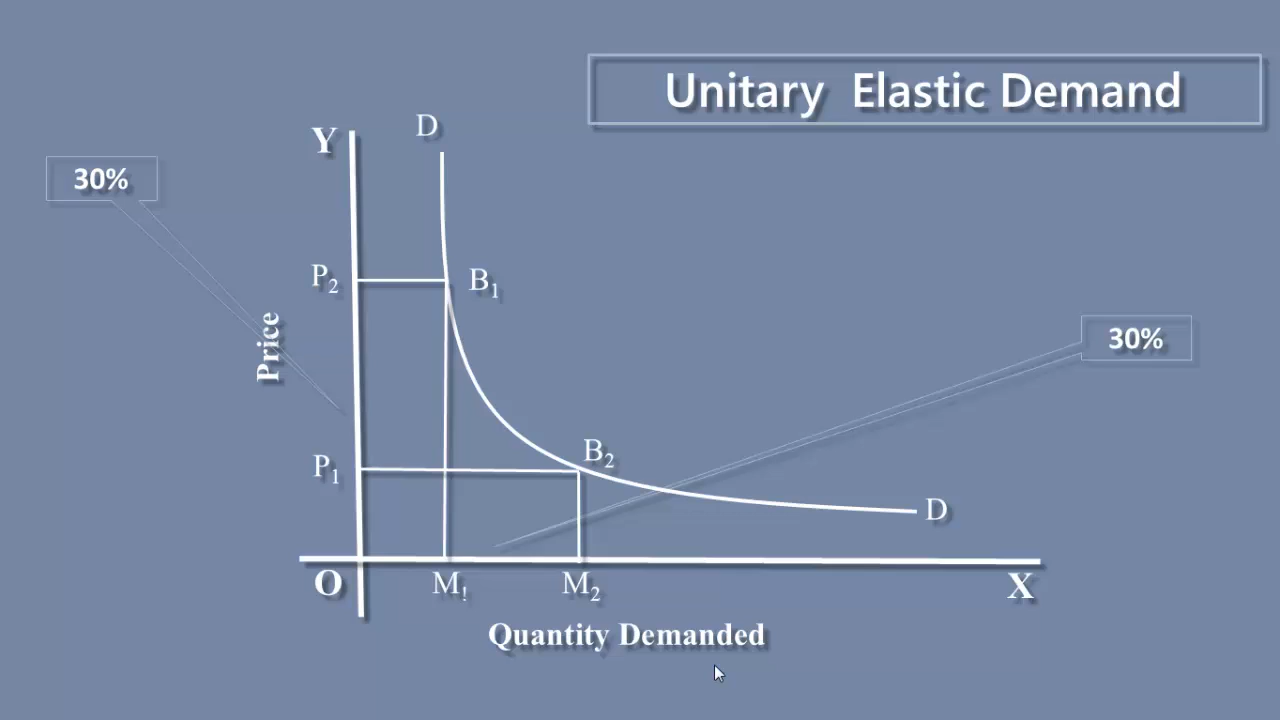 Unitary Elastic Demand
Y
D
30%
P2
B1
Price
30%
P1
B2
D
O
M!
M2
X
Quantity Demanded